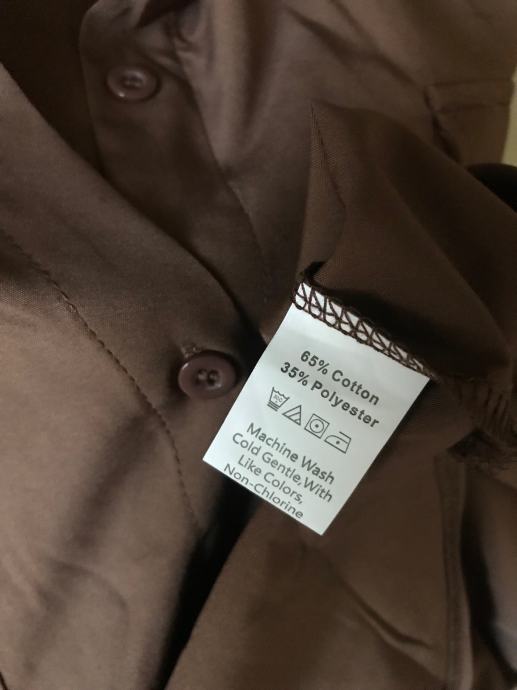 65% Cotton
35% Polyester
Machine Wash
Cold Gentle, With
Like Colors,
Non-Chlorine